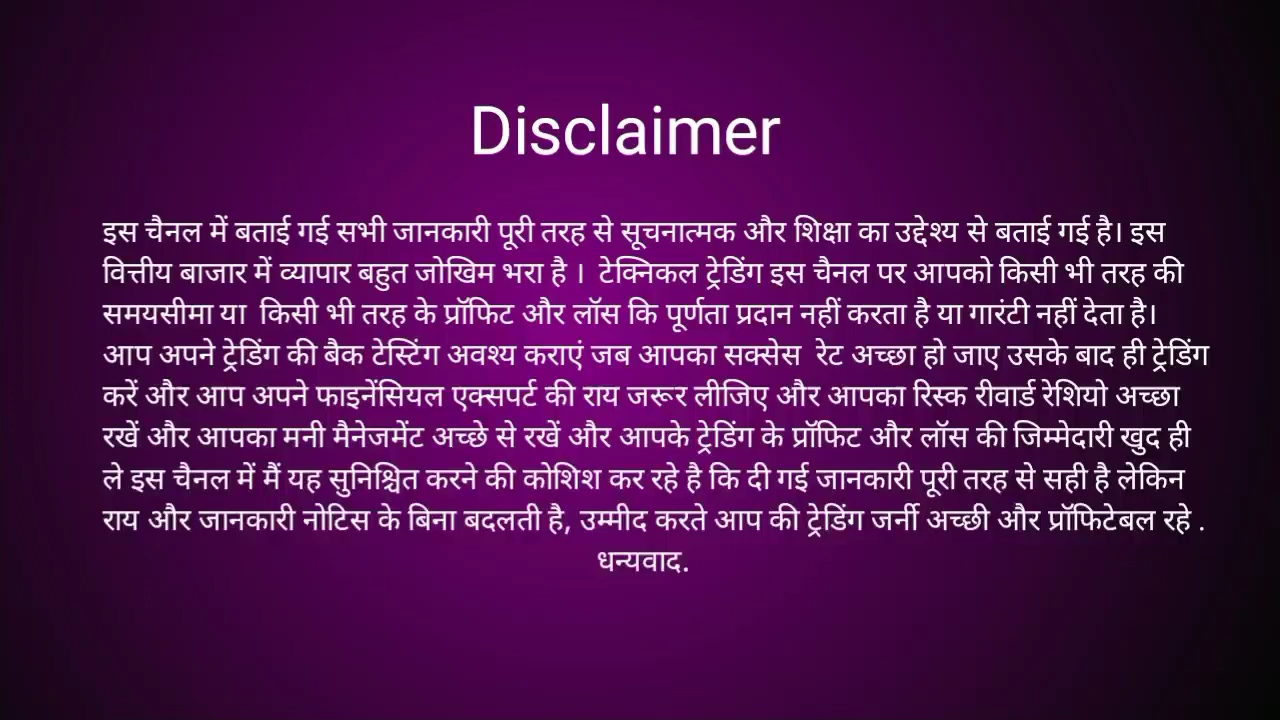 Disclaimer
इस चैनल में बताई गई सभी जानकारी पूरी तरह से सूचनात्मक और शिक्षा का उद्देश्य से बताई गई है। इस
वित्तीय बाजार में व्यापार बहुत जोखिम भरा है । टेक्निकल ट्रेडिंग इस चैनल पर आपको किसी भी तरह की
समयसीमा या किसी भी तरह के प्रॉफिट और लॉस कि पूर्णता प्रदान नहीं करता है या गारंटी नहीं देता है।
आप अपने ट्रेडिंग की बैक टेस्टिंग अवश्य कराएं जब आपका सक्सेस रेट अच्छा हो जाए उसके बाद ही ट्रेडिंग
करें और आप अपने फाइनेंसियल एक्सपर्ट की राय जरूर लीजिए और आपका रिस्क रीवार्ड रेशियो अच्छा
रखें और आपका मनी मैनेजमेंट अच्छे से रखें और आपके ट्रेडिंग के प्रॉफिट और लॉस की जिम्मेदारी खुद ही
ले इस चैनल में मैं यह सुनिश्चित करने की कोशिश कर रहे है कि दी गई जानकारी पूरी तरह से सही है लेकिन
राय और जानकारी नोटिस के बिना बदलती है, उम्मीद करते आप की ट्रेडिंग जर्नी अच्छी और प्रॉफिटेबल रहे .
धन्यवाद.